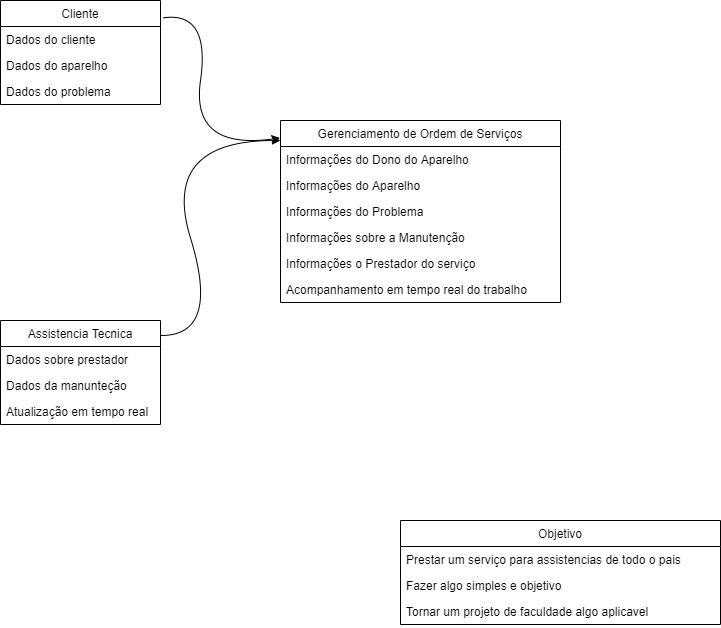 Cliente
Dados do cliente
Dados do aparelho
Dados do problema
Gerenciamento de Ordem de Serviços
Informações do Dono do Aparelho
Informações do Aparelho
Informações do Problema
Informações sobre a Manutenção
Informações o Prestador do serviço
Acompanhamento em tempo real do trabalho
Assistencia Tecnica
Dados sobre prestador
Dados da manunteção
Atualização em tempo real
Objetivo
Prestar um serviço para assistencias de todo o pais
Fazer algo simples e objetivo
Tornar um projeto de faculdade algo aplicavel